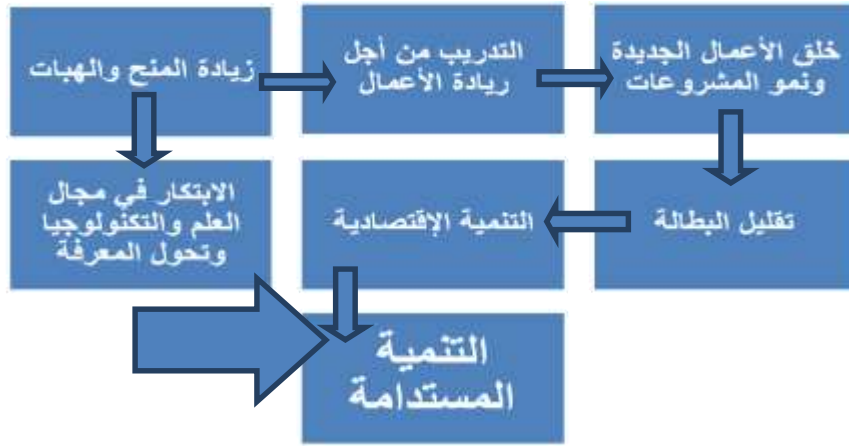 خلق الأعمال الجديدة
ونمو المشروعات
التدريب من أجل
ريادة الأعمال
زيادة المنح والهبات
تقليل البطالة
التنمية الإقتصادية
الابتكار في مجال
العلم والتكنولوجيا
وتحول المعرفة
التنمية
المستدامة